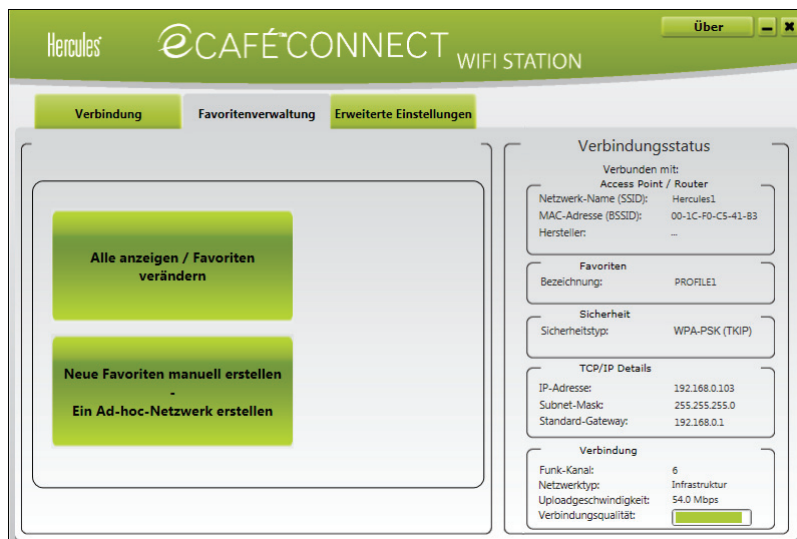 Hercules
eCAFÉ™CONNECT WIFI STATION
Über
Verbindung
Favoritenverwaltung
Erweiterte Einstellungen
Alle anzeigen / Favoriten
verändern
Neue Favoriten manuell erstellen
-
Ein Ad-hoc-Netzwerk erstellen
Verbindungsstatus
Verbunden mit:
Access Point / Router
Netzwerk-Name (SSID): Hercules1
MAC-Adresse (BSSID): 00-1C-F0-C5-41-B3
Hersteller: --
Favoriten
Bezeichnung: PROFILE1
Sicherheit
Sicherheitstyp: WPA-PSK (TKIP)
TCP/IP Details
IP-Adresse: 192.168.0.103
Subnet-Mask: 255.255.255.0
Standard-Gateway: 192.168.0.1
Verbindung
Funk-Kanal: 6
Netzwerktyp: Infrastruktur
Uploadgeschwindigkeit: 54.0 Mbps
Verbindungsqualität: